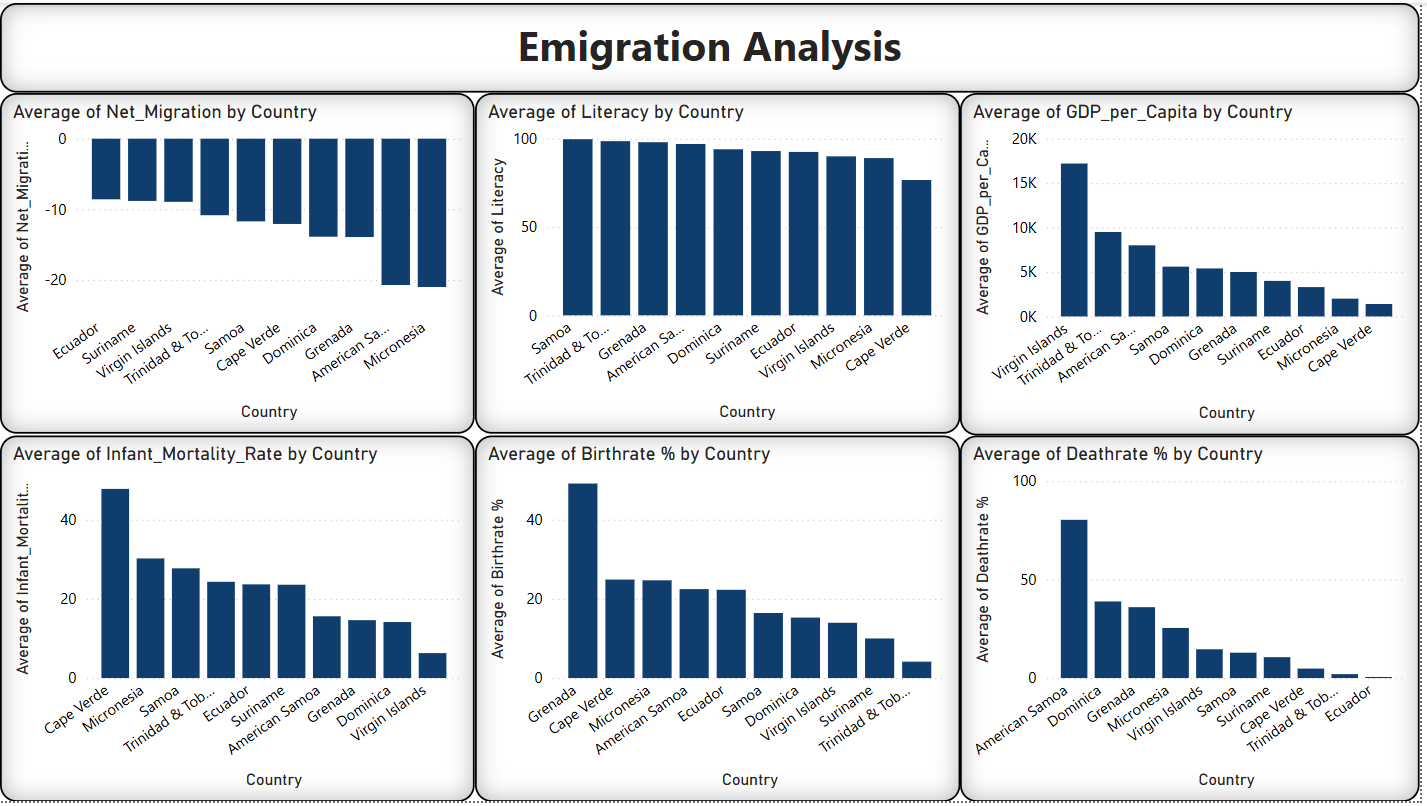 Emigration Analysis
Average of Net_Migration by Country
Average of Net_Migrati...
0
-10
-20
Ecuador
Suriname
Virgin Islands
Trinidad & To...
Samoa
Cape Verde
Dominica
Grenada
American Sa...
Micronesia
Country
Average of Literacy by Country
Average of Literacy
100
50
0
Samoa
Trinidad & To...
Grenada
American Sa...
Dominica
Suriname
Ecuador
Virgin Islands
Micronesia
Cape Verde
Country
Average of GDP_per_Capita by Country
Average of GDP_per_Ca...
20K
15K
10K
5K
0K
Virgin Islands
Trinidad & To...
American Sa...
Samoa
Dominica
Grenada
Suriname
Ecuador
Micronesia
Cape Verde
Country
Average of Infant_Mortality_Rate by Country
Average of Infant_Mortalit...
40
20
0
Cape Verde
Micronesia
Samoa
Trinidad & Tob...
Ecuador
Suriname
American Samoa
Grenada
Dominica
Virgin Islands
Country
Average of Birthrate % by Country
Average of Birthrate %
40
20
0
Grenada
Cape Verde
Micronesia
American Samoa
Ecuador
Samoa
Dominica
Virgin Islands
Suriname
Trinidad & Tob...
Country
Average of Deathrate % by Country
Average of Deathrate %
100
50
0
American Samoa
Dominica
Grenada
Micronesia
Virgin Islands
Samoa
Suriname
Cape Verde
Trinidad & Tob...
Ecuador
Country